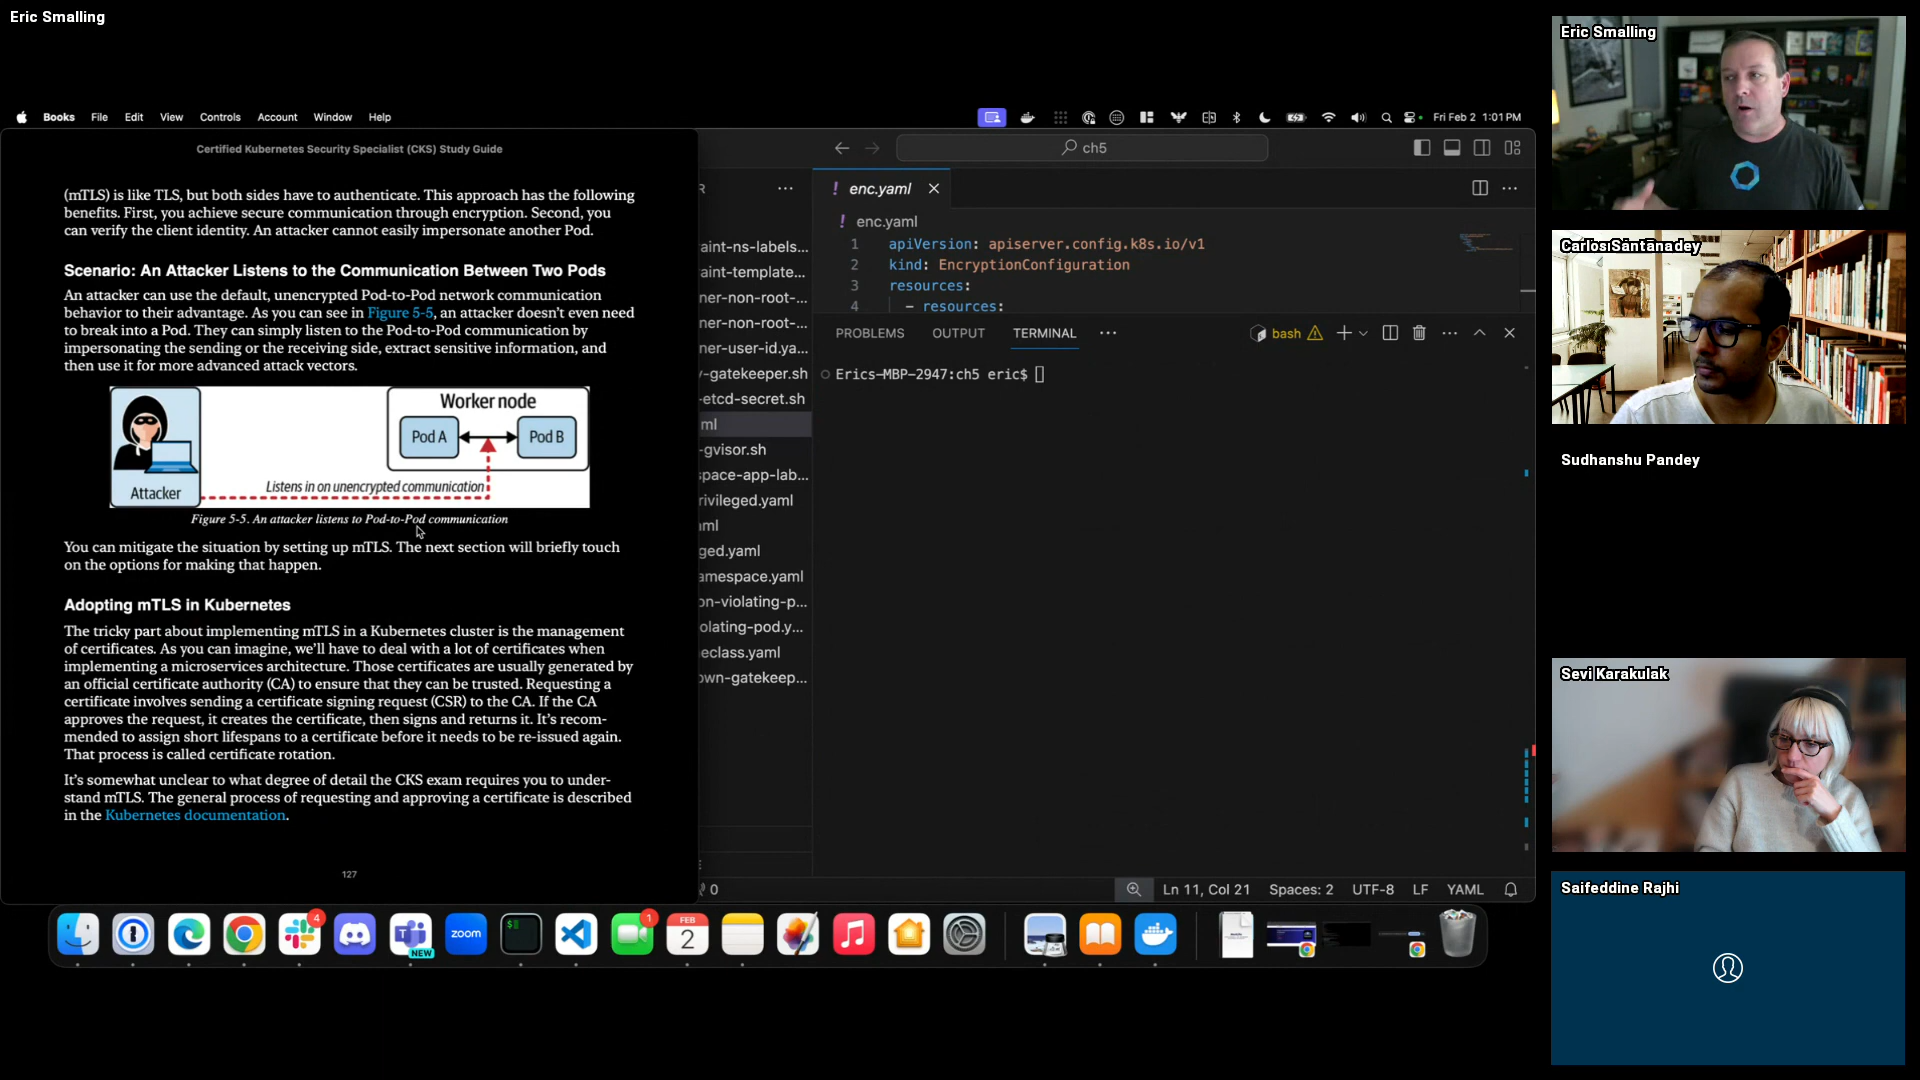 Eric Smalling
Books File Edit View Controls Account Window Help
Fri Feb 2 1:01 PM
Certified Kubernetes Security Specialist (CKS) Study Guide
(mTLS) is like TLS, but both sides have to authenticate. This approach has the following
benefits. First, you achieve secure communication through encryption. Second, you
can verify the client identity. An attacker cannot easily impersonate another Pod.
Scenario: An Attacker Listens to the Communication Between Two Pods
An attacker can use the default, unencrypted Pod-to-Pod network communication
behavior to their advantage. As you can see in Figure 5-5, an attacker doesn't even need
to break into a Pod. They can simply listen to the Pod-to-Pod communication by
impersonating the sending or the receiving side, extract sensitive information, and
then use it for more advanced attack vectors.
Worker node
Pod A
Pod B
Listens in on unencrypted communication
Attacker
Figure 5-5. An attacker listens to Pod-to-Pod communication
You can mitigate the situation by setting up mTLS. The next section will briefly touch
on the options for making that happen.
Adopting mTLS in Kubernetes
The tricky part about implementing mTLS in a Kubernetes cluster is the management
of certificates. As you can imagine, we'll have to deal with a lot of certificates when
implementing a microservices architecture. Those certificates are usually generated by
an official certificate authority (CA) to ensure that they can be trusted. Requesting a
certificate involves sending a certificate signing request (CSR) to the CA. If the CA
approves the request, it creates the certificate, then signs and returns it. It's recom-
mended to assign short lifespans to a certificate before it needs to be re-issued again.
That process is called certificate rotation.
It's somewhat unclear to what degree of detail the CKS exam requires you to under-
stand mTLS. The general process of requesting and approving a certificate is described
in the Kubernetes documentation.
127
ch5
R
aint-ns-labels...
aint-template...
ner-non-root-...
ner-non-root-...
ner-user-id.ya...
y-gatekeeper.sh
-etcd-secret.sh
ml
-gvisor.sh
space-app-lab...
rivileged.yaml
ml
ged.yaml
amespace.yaml
on-violating-p...
olating-pod.y...
eclass.yaml
own-gatekeep...
! enc.yaml
! enc.yaml
1 apiVersion: apiserver.config.k8s.io/v1
2 kind: EncryptionConfiguration
3 resources:
4 - resources:
PROBLEMS OUTPUT TERMINAL
bash
Erics-MBP-2947:ch5 eric$
0
Ln 11, Col 21 Spaces: 2 UTF-8 LF YAML
4
NEW
zoom
$
1
FEB
2
Eric Smalling
Sudhanshu Pandey
Sevi Karakulak
Saifeddine Rajhi